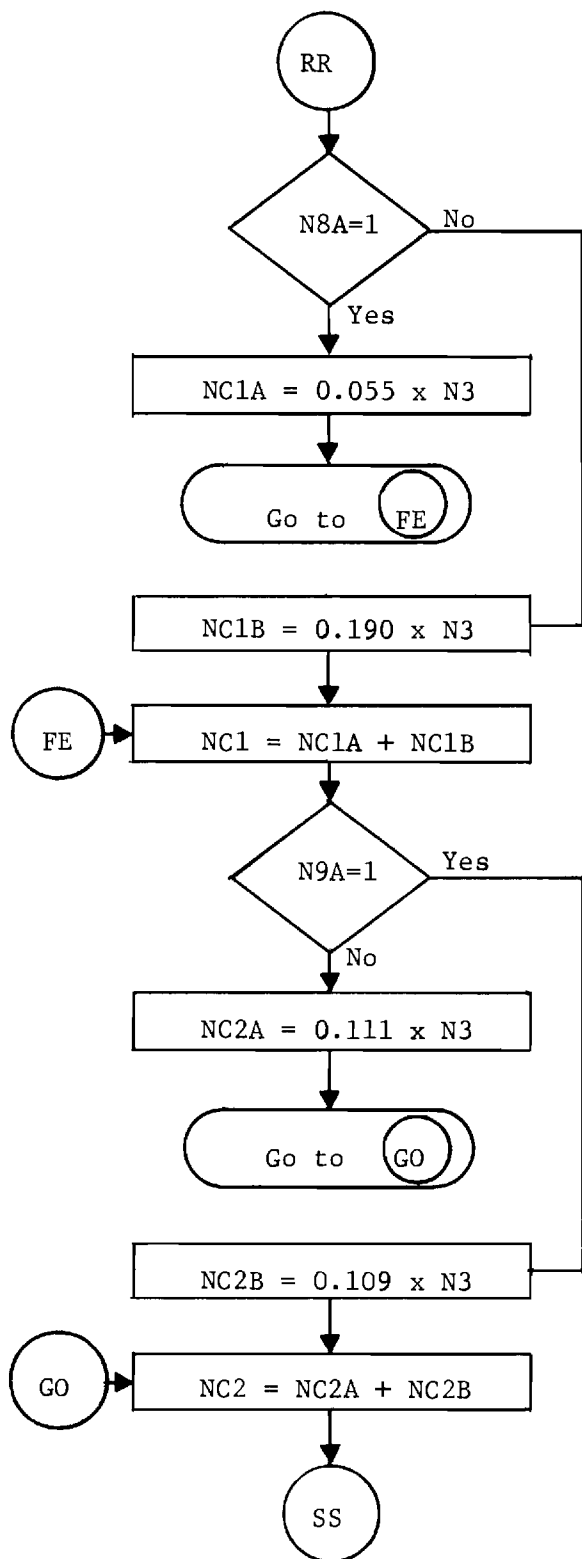 RR
N8A=1
No
Yes
NC1A = 0.055 x N3
Go to FE
NC1B = 0.190 x N3
FE
NC1 = NC1A + NC1B
N9A=1
Yes
No
NC2A = 0.111 x N3
Go to GO
NC2B = 0.109 x N3
GO
NC2 = NC2A + NC2B
SS